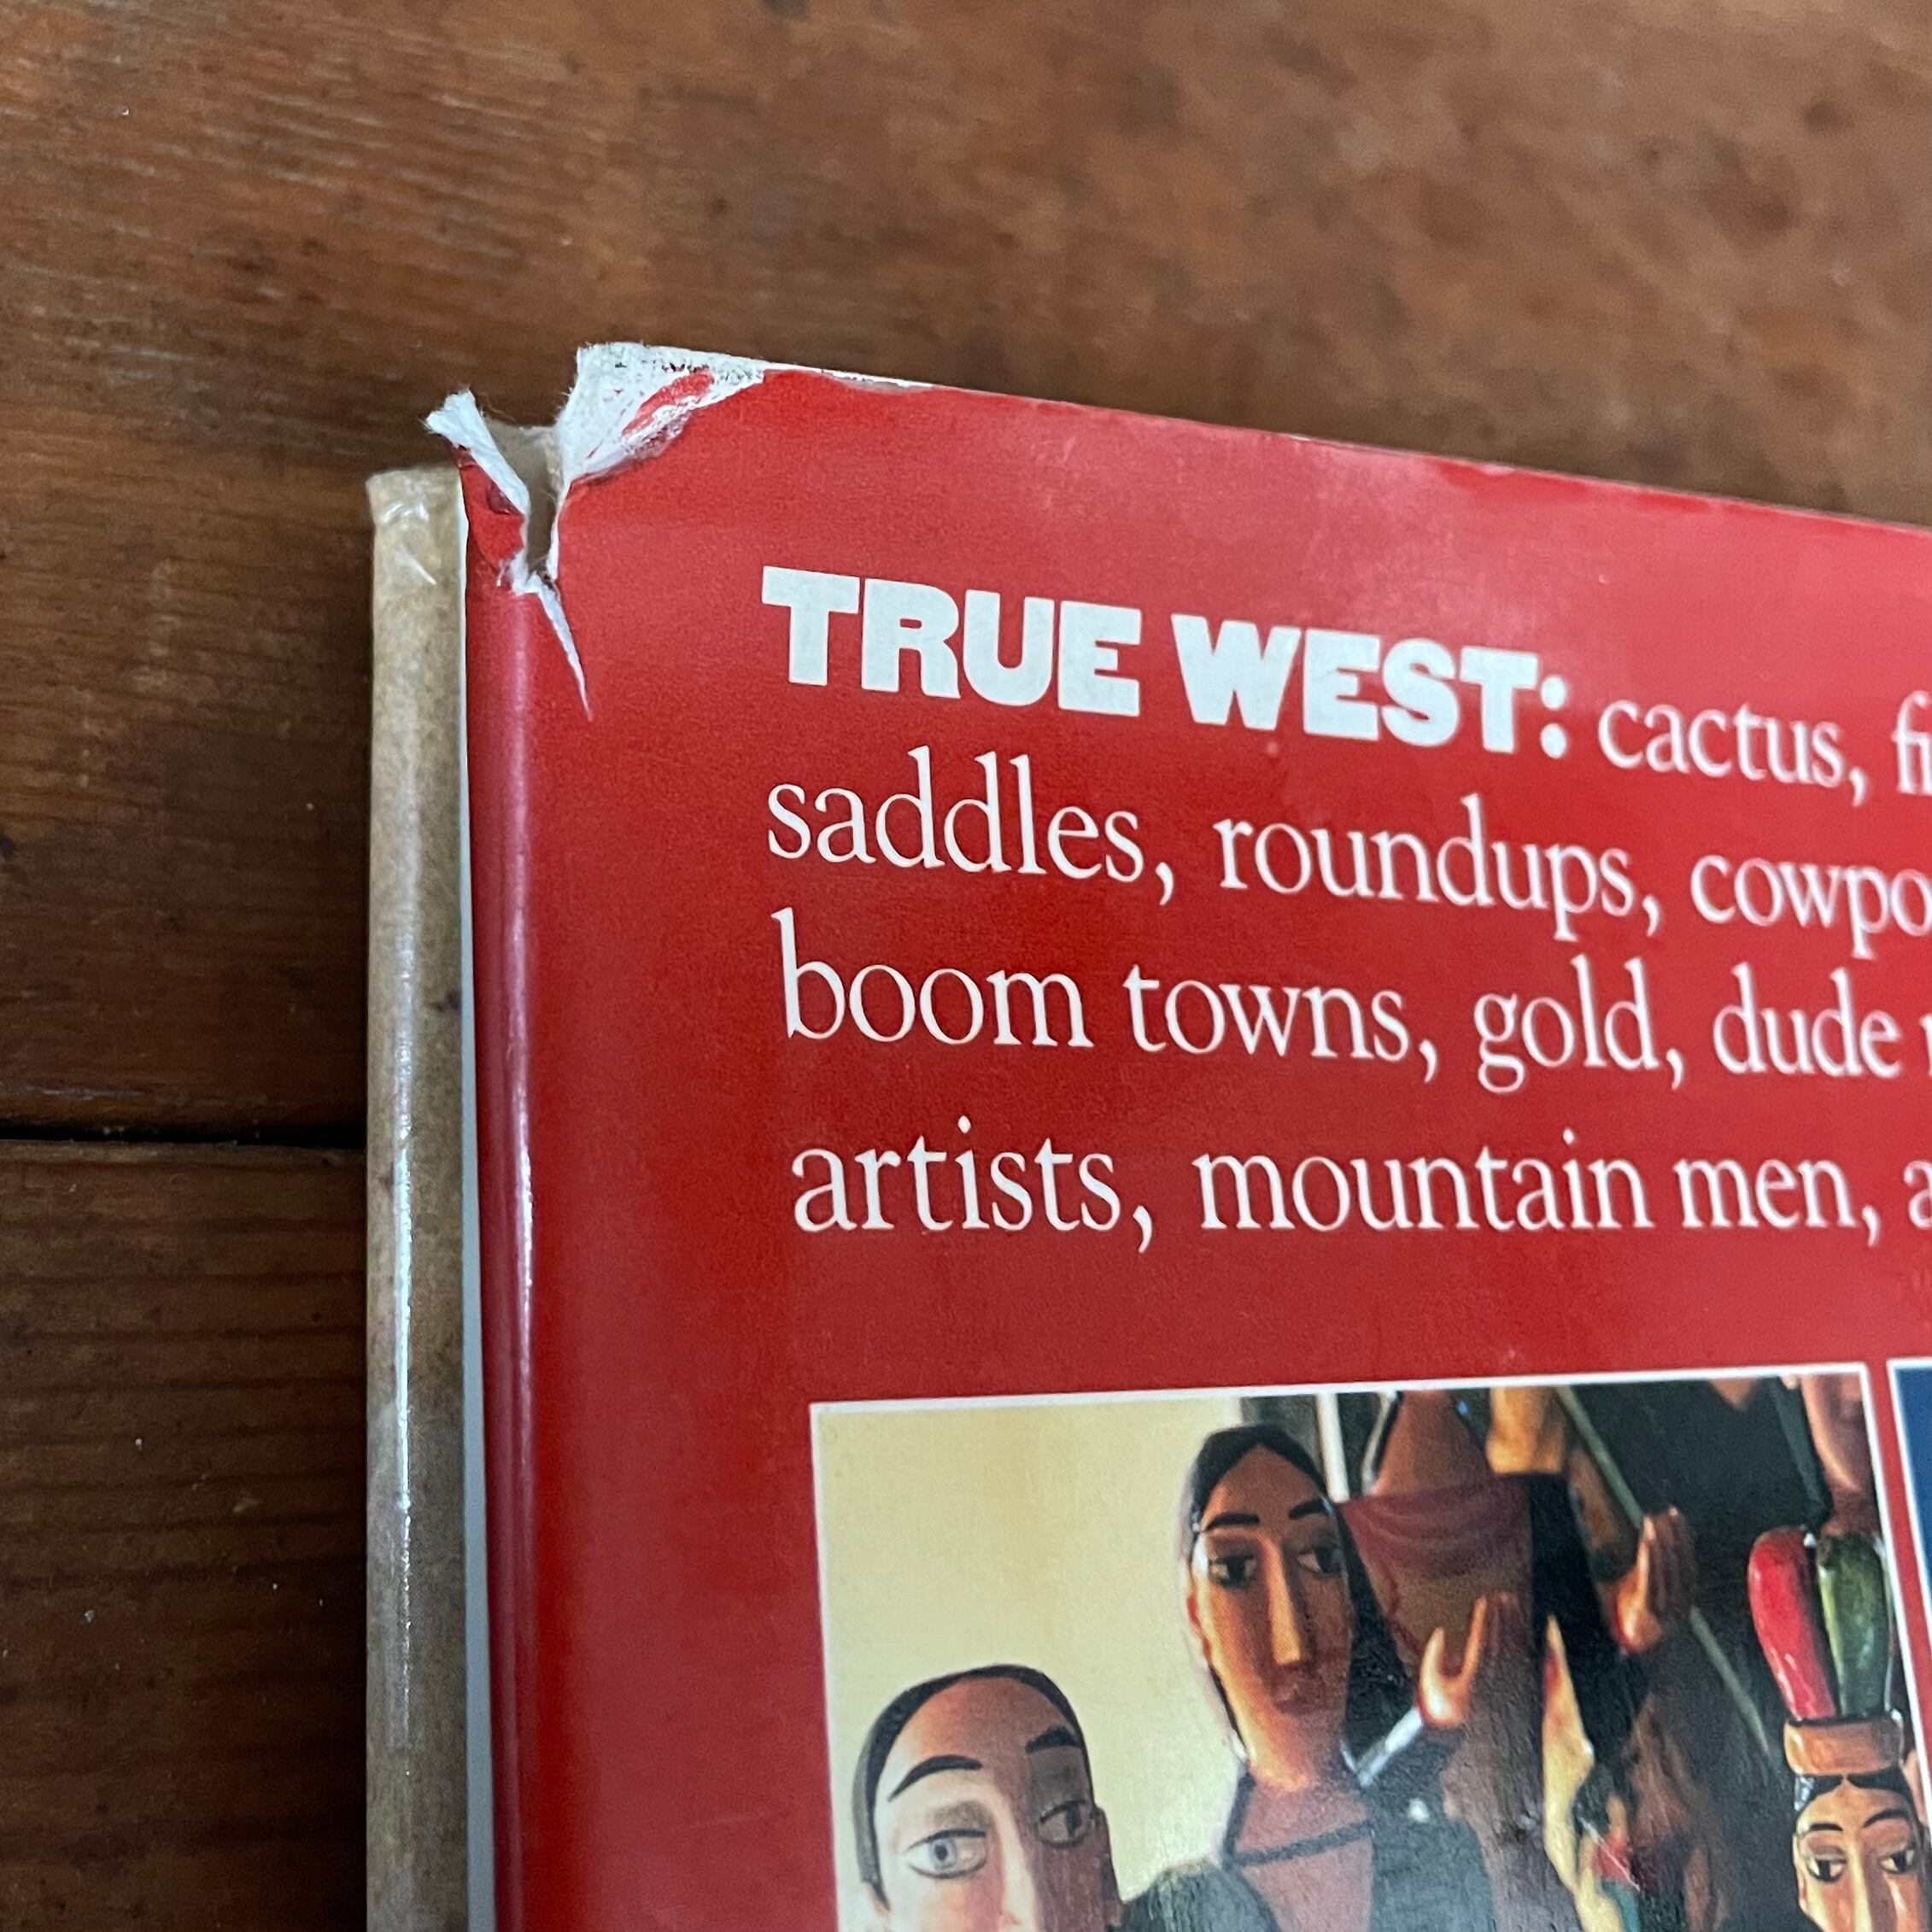 TRUE WEST: cactus,
saddles, roundups,
boom towns, gold, dude
artists, mountain men,